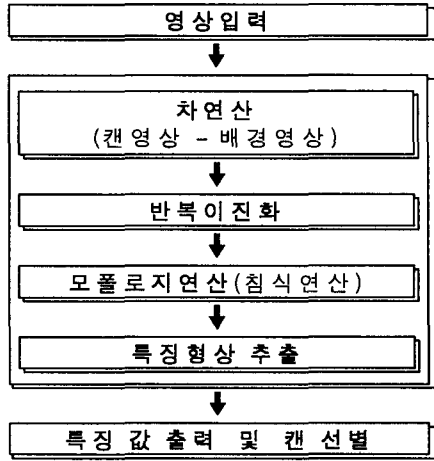 영상입력
차연산
(캔영상 - 배경영상)
반복이진화
모폴로지연산(침식연산)
특징형상 추출
특징 값 출력 및 캔 선별